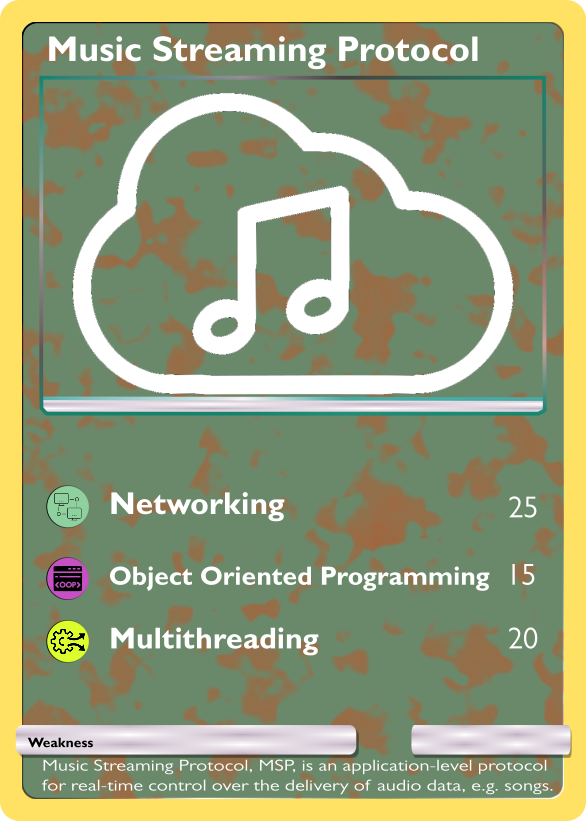 Music Streaming Protocol
Networking 25
<OOP>
Object Oriented Programming 15
Multithreading 20
Weakness
Music Streaming Protocol, MSP, is an application-level protocol
for real-time control over the delivery of audio data, e.g. songs.